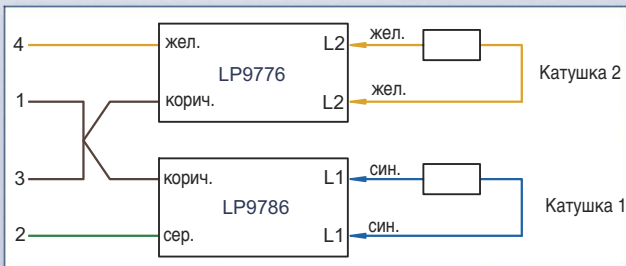 4 жел. L2 жел.
LP9776 Катушка 2
1 корич. L2 жел.
3 корич. L1 син.
LP9786 Катушка 1
2 сер. L1 син.